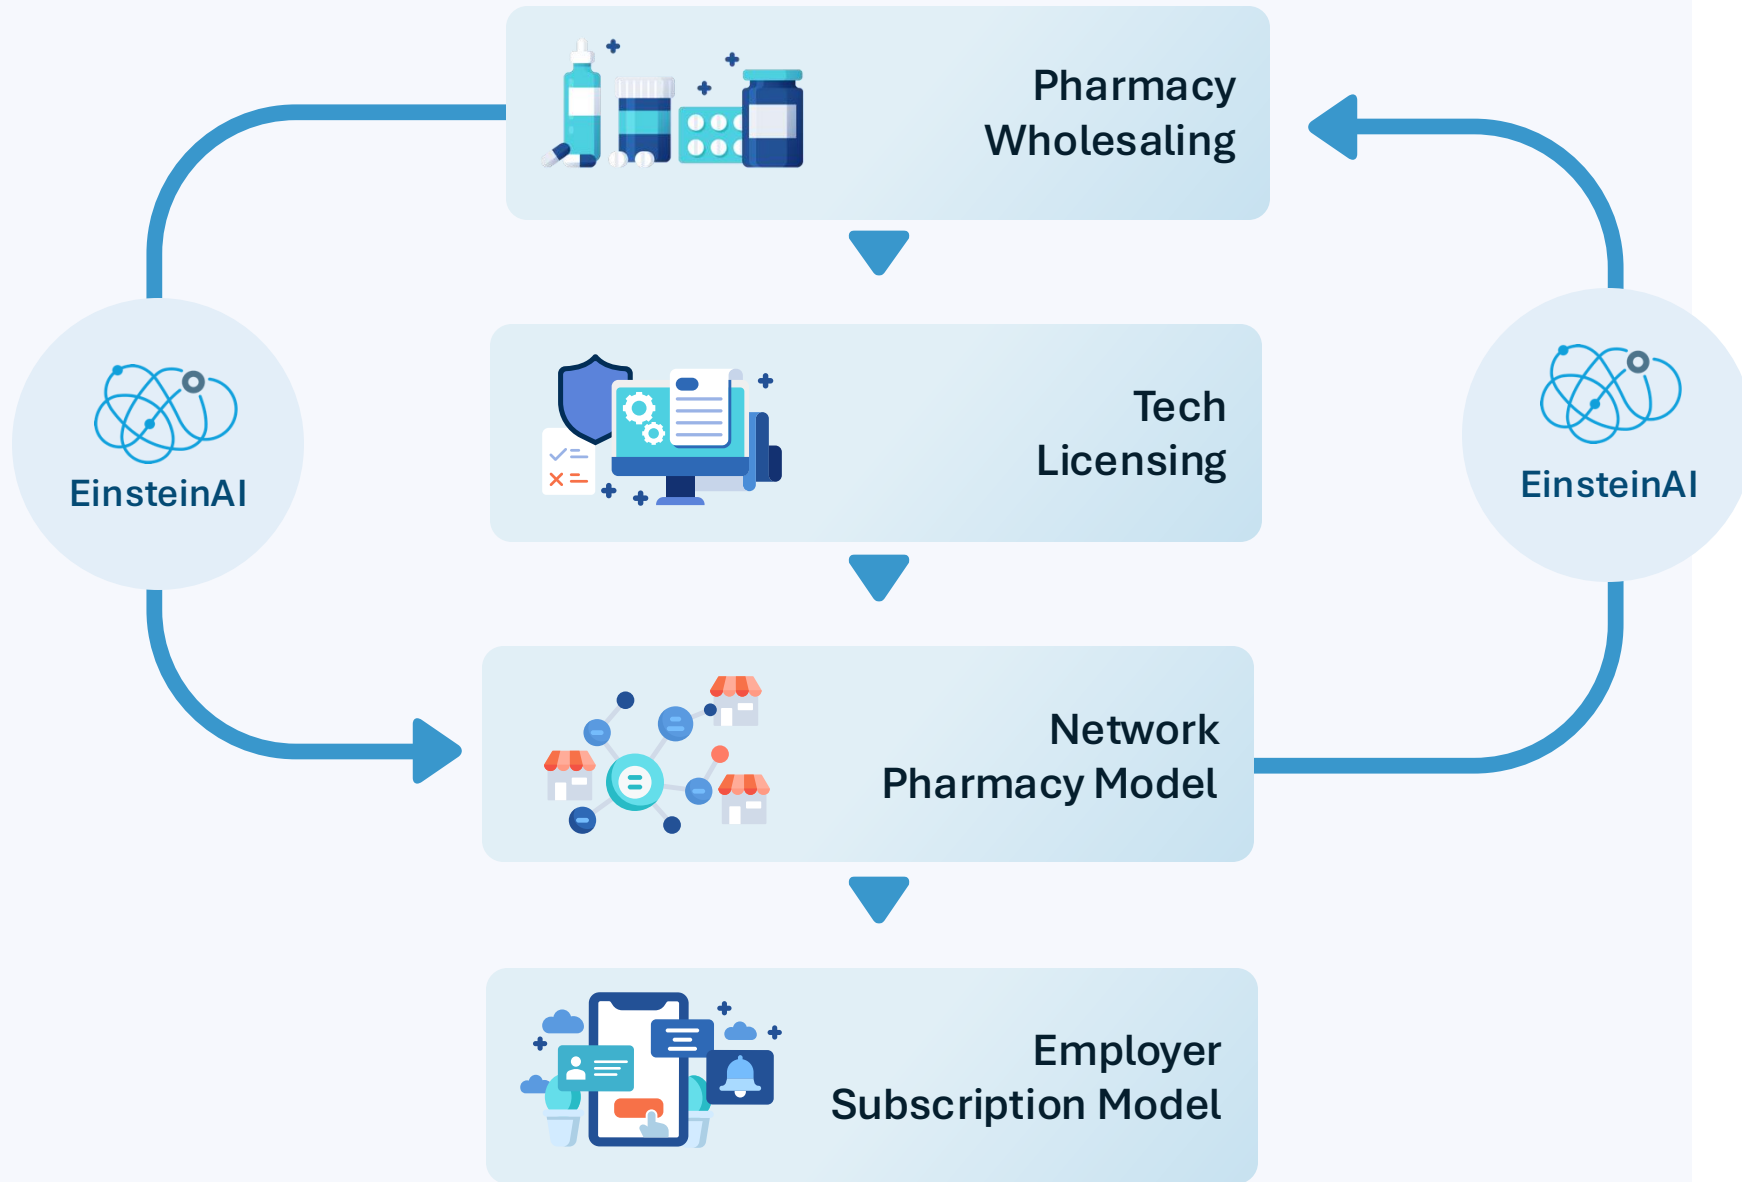 Pharmacy
Wholesaling
EinsteinAI
Tech
Licensing
EinsteinAI
Network
Pharmacy Model
Employer
Subscription Model